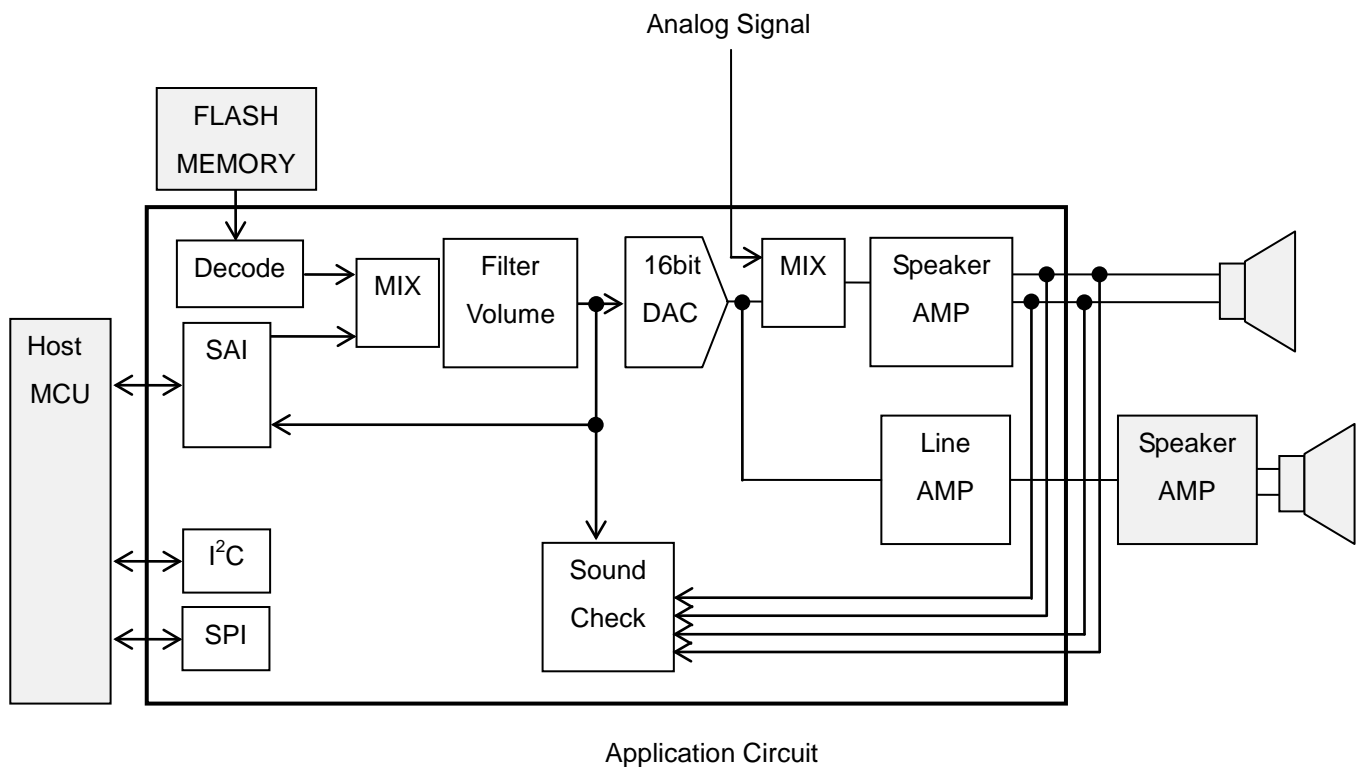 Analog Signal
FLASH
MEMORY
Decode
MIX
Filter
Volume
16bit
DAC
MIX
Speaker
AMP
Host
MCU
SAI
Line
AMP
Speaker
AMP
I²C
SPI
Sound
Check
Application Circuit